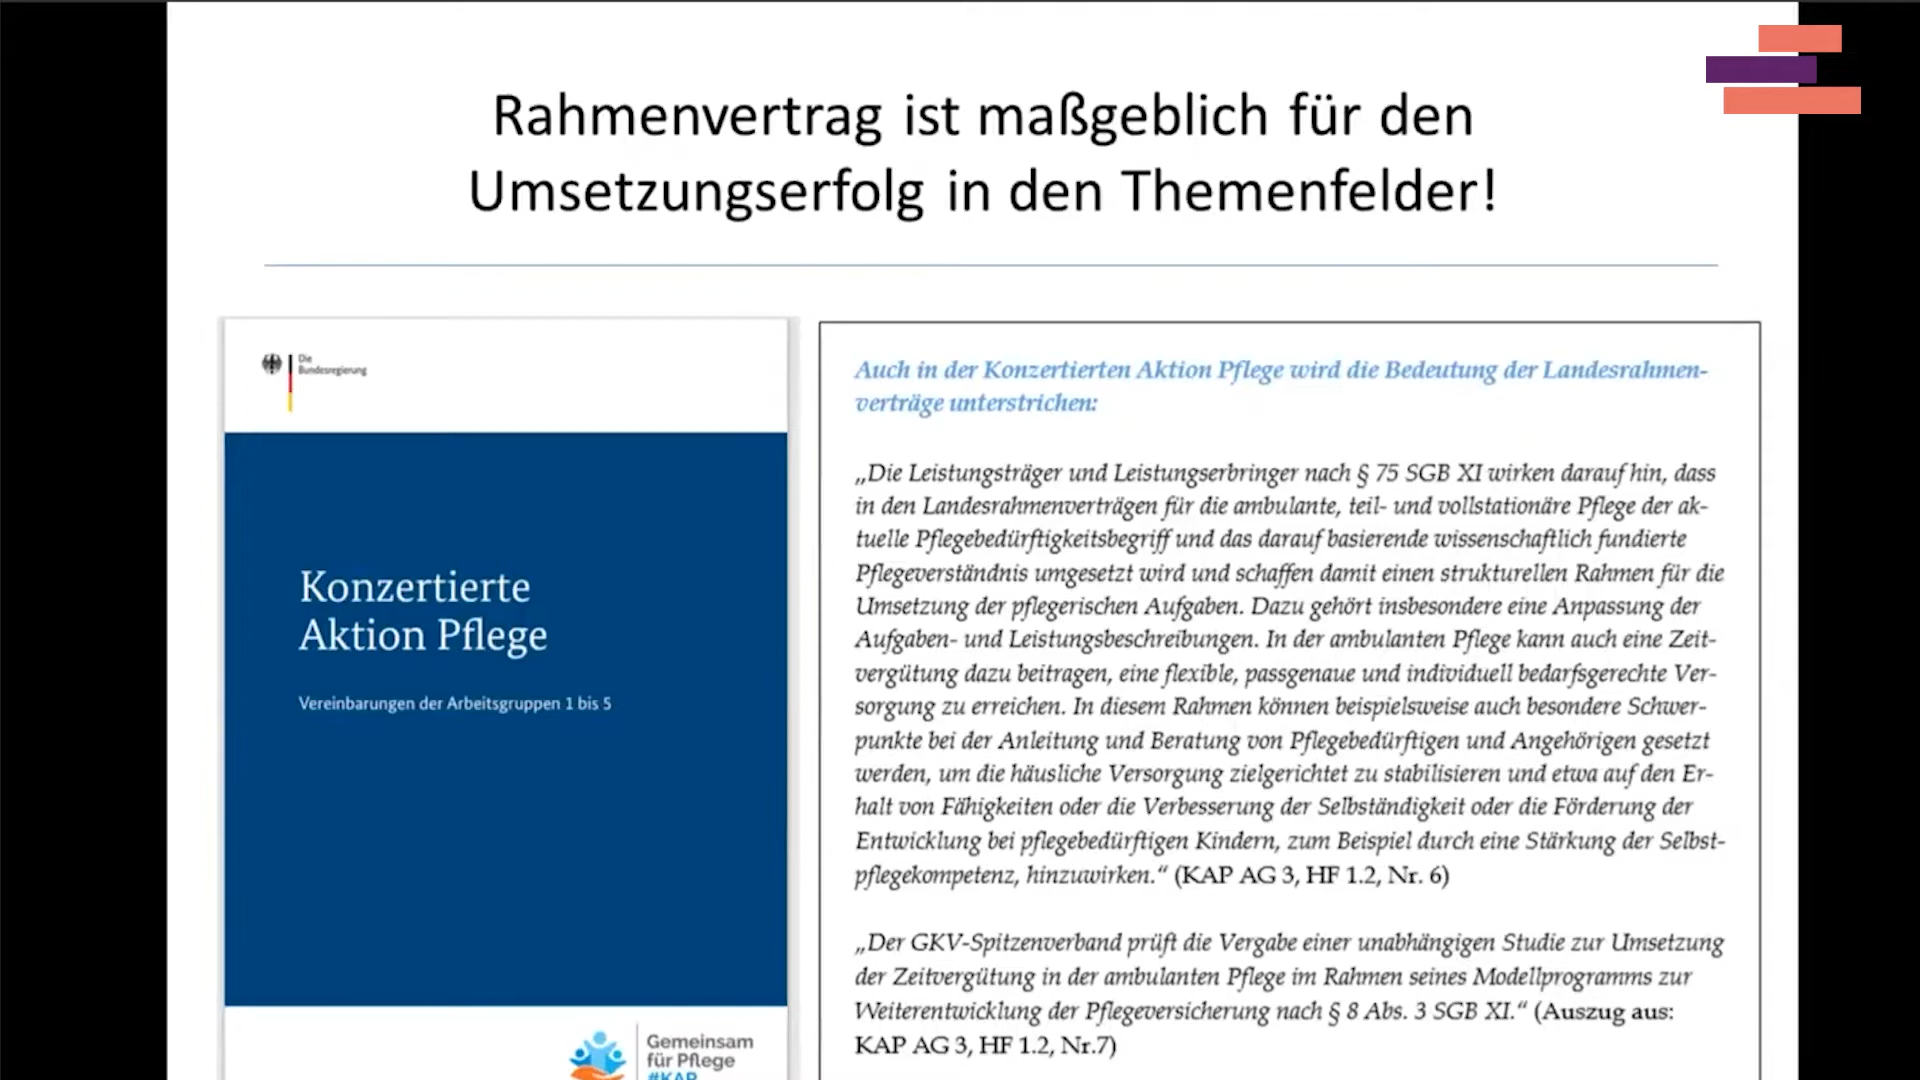 Rahmenvertrag ist maßgeblich für den
Umsetzungserfolg in den Themenfelder!
Die
Bundesregierung
Konzertierte
Aktion Pflege
Vereinbarungen der Arbeitsgruppen 1 bis 5
Gemeinsam
für Pflege
#KAP
Auch in der Konzertierten Aktion Pflege wird die Bedeutung der Landesrahmen-
verträge unterstrichen:
„Die Leistungsträger und Leistungserbringer nach § 75 SGB XI wirken darauf hin, dass
in den Landesrahmenverträgen für die ambulante, teil- und vollstationäre Pflege der ak-
tuelle Pflegebedürftigkeitsbegriff und das darauf basierende wissenschaftlich fundierte
Pflegeverständnis umgesetzt wird und schaffen damit einen strukturellen Rahmen für die
Umsetzung der pflegerischen Aufgaben. Dazu gehört insbesondere eine Anpassung der
Aufgaben- und Leistungsbeschreibungen. In der ambulanten Pflege kann auch eine Zeit-
vergütung dazu beitragen, eine flexible, passgenaue und individuell bedarfsgerechte Ver-
sorgung zu erreichen. In diesem Rahmen können beispielsweise auch besondere Schwer-
punkte bei der Anleitung und Beratung von Pflegebedürftigen und Angehörigen gesetzt
werden, um die häusliche Versorgung zielgerichtet zu stabilisieren und etwa auf den Er-
halt von Fähigkeiten oder die Verbesserung der Selbständigkeit oder die Förderung der
Entwicklung bei pflegebedürftigen Kindern, zum Beispiel durch eine Stärkung der Selbst-
pflegekompetenz, hinzuwirken.“ (KAP AG 3, HF 1.2, Nr. 6)
„Der GKV-Spitzenverband prüft die Vergabe einer unabhängigen Studie zur Umsetzung
der Zeitvergütung in der ambulanten Pflege im Rahmen seines Modellprogramms zur
Weiterentwicklung der Pflegeversicherung nach § 8 Abs. 3 SGB XI.“ (Auszug aus:
KAP AG 3, HF 1.2, Nr.7)